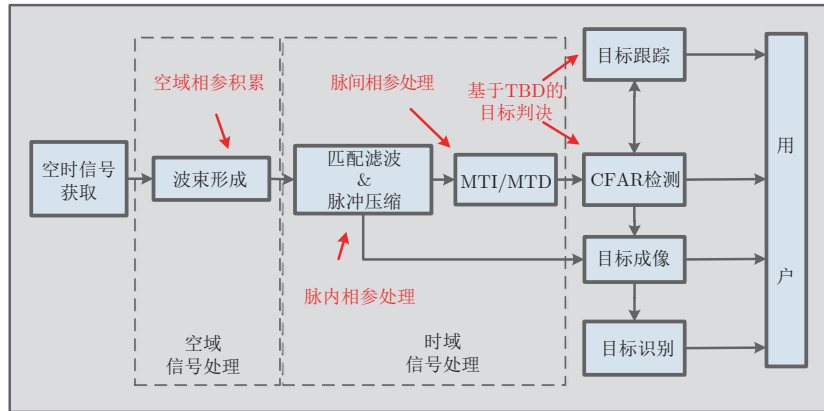 目标跟踪
空域相参积累
脉间相参处理
基于TBD的
目标判决
空时信号
获取
波束形成
匹配滤波
&
脉冲压缩
MTI/MTD
CFAR检测
用
户
目标成像
脉内相参处理
目标识别
空域
信号处理
时域
信号处理